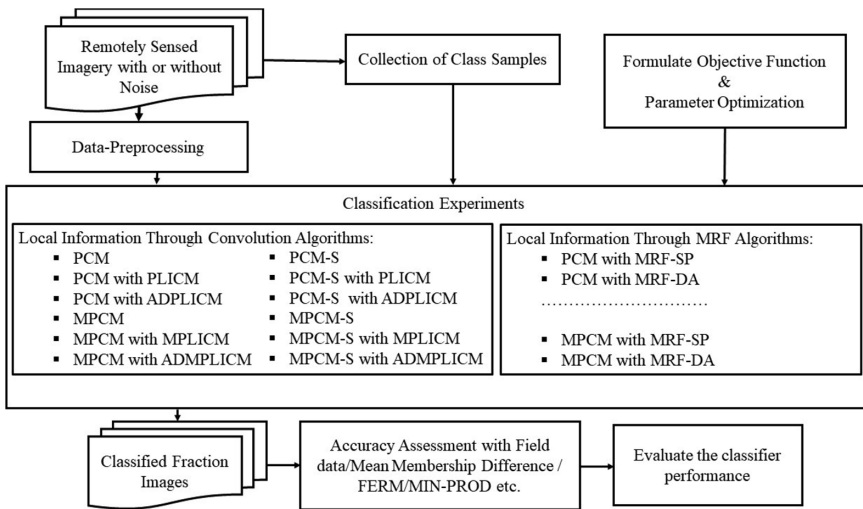 Remotely Sensed
Imagery with or without
Noise
Collection of Class Samples
Formulate Objective Function
&
Parameter Optimization
Data-Preprocessing
Classification Experiments
Local Information Through Convolution Algorithms:
▪ PCM
▪ PCM with PLICM
▪ PCM with ADPLICM
▪ MPCM
▪ MPCM with MPLICM
▪ MPCM with ADMPLICM
▪ PCM-S
▪ PCM-S with PLICM
▪ PCM-S with ADPLICM
▪ MPCM-S
▪ MPCM-S with MPLICM
▪ MPCM-S with ADMPLICM
Local Information Through MRF Algorithms:
▪ PCM with MRF-SP
▪ PCM with MRF-DA
................................
▪ MPCM with MRF-SP
▪ MPCM with MRF-DA
Classified Fraction
Images
Accuracy Assessment with Field
data/Mean Membership Difference /
FERM/MIN-PROD etc.
Evaluate the classifier
performance